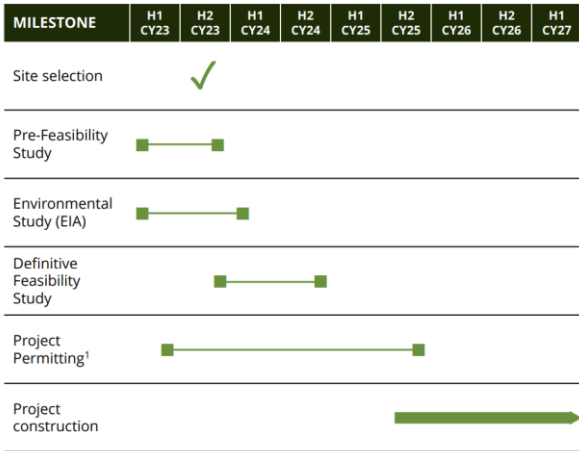 MILESTONE H1 CY23 H2 CY23 H1 CY24 H2 CY24 H1 CY25 H2 CY25 H1 CY26 H2 CY26 H1 CY27
Site selection
Pre-Feasibility
Study
Environmental
Study (EIA)
Definitive
Feasibility
Study
Project
Permitting¹
Project
construction